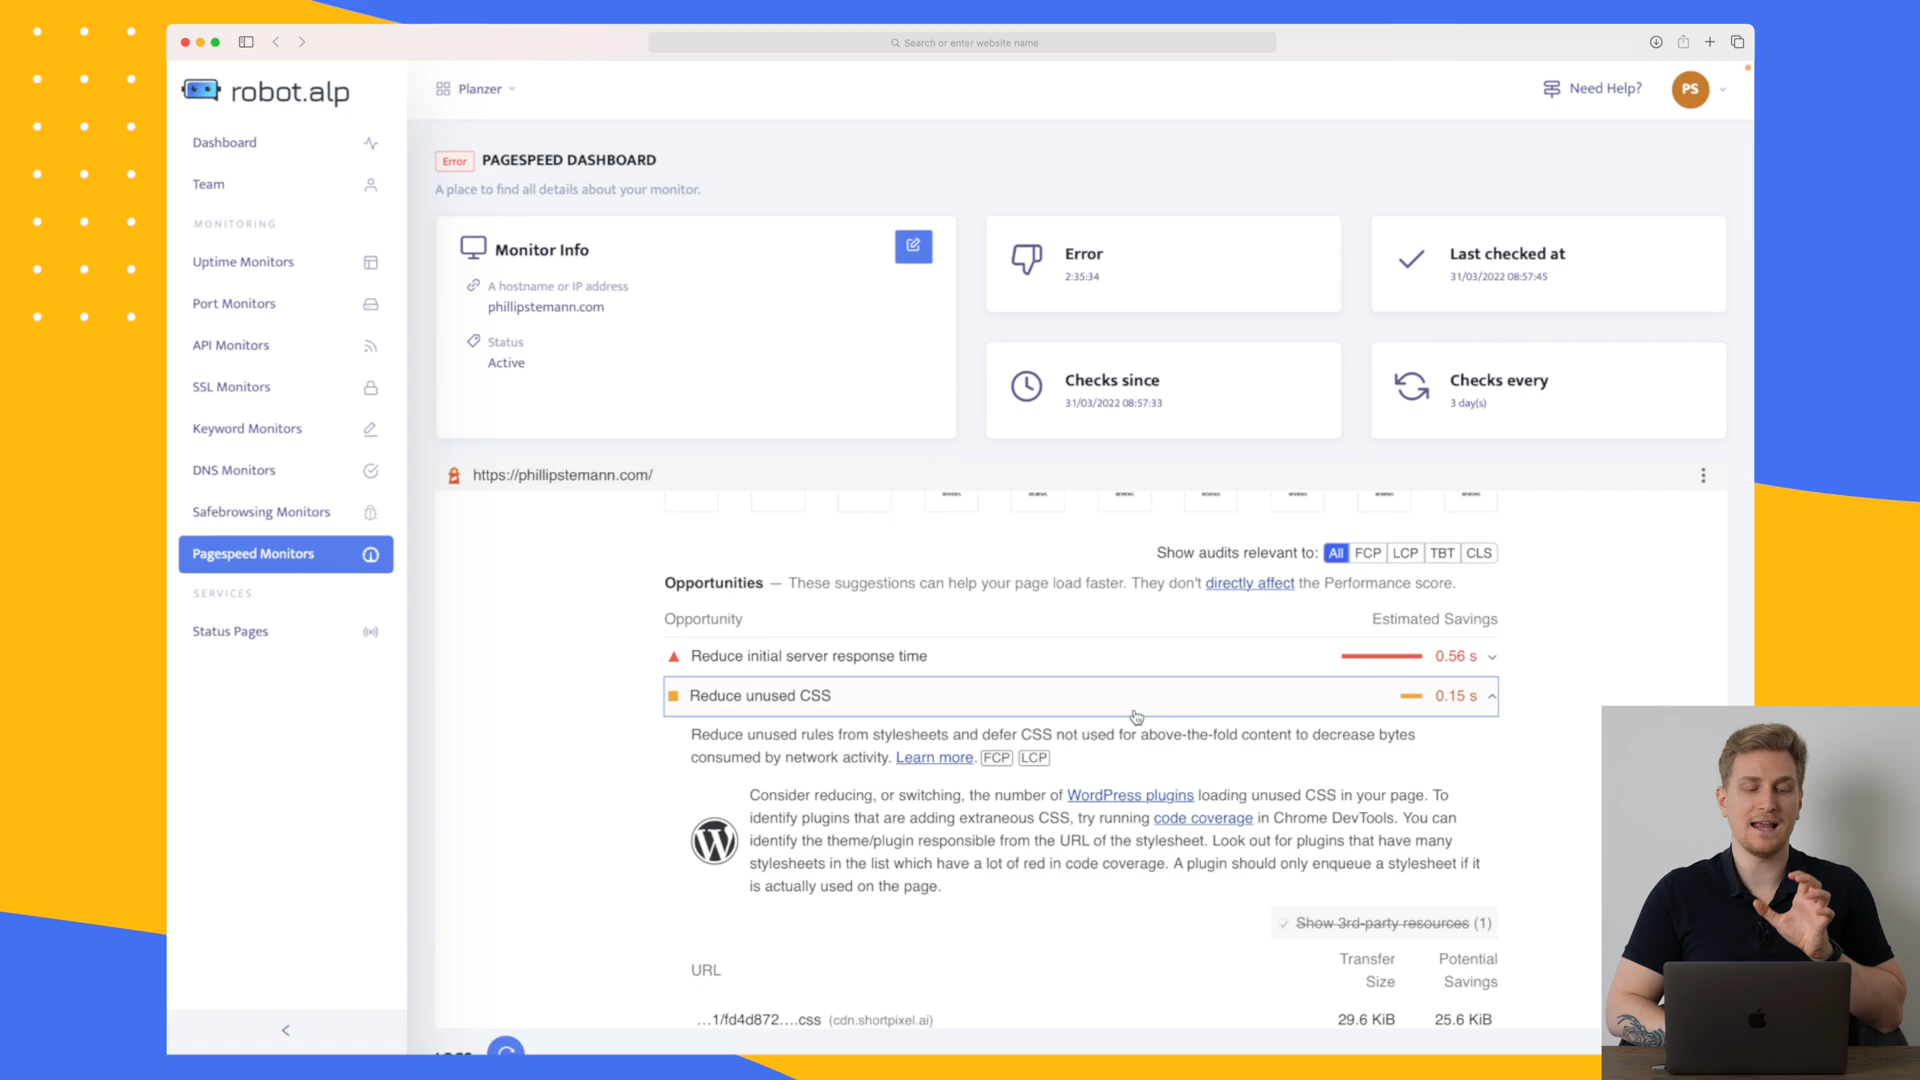 Search or enter website name
robot.alp
Planzer
Need Help?
PS
Dashboard
Team
MONITORING
Uptime Monitors
Port Monitors
API Monitors
SSL Monitors
Keyword Monitors
DNS Monitors
Safebrowsing Monitors
Pagespeed Monitors
SERVICES
Status Pages
Error PAGESPEED DASHBOARD
A place to find all details about your monitor.
Monitor Info
A hostname or IP address
phillipstemann.com
Status
Active
Error
2:35:34
Last checked at
31/03/2022 08:57:45
Checks since
31/03/2022 08:57:33
Checks every
3 day(s)
https://phillipstemann.com/
Show audits relevant to: All FCP LCP TBT CLS
Opportunities — These suggestions can help your page load faster. They don't directly affect the Performance score.
Opportunity Estimated Savings
Reduce initial server response time 0.56 s
Reduce unused CSS 0.15 s
Reduce unused rules from stylesheets and defer CSS not used for above-the-fold content to decrease bytes
consumed by network activity. Learn more. FCP LCP
Consider reducing, or switching, the number of WordPress plugins loading unused CSS in your page. To
identify plugins that are adding extraneous CSS, try running code coverage in Chrome DevTools. You can
identify the theme/plugin responsible from the URL of the stylesheet. Look out for plugins that have many
stylesheets in the list which have a lot of red in code coverage. A plugin should only enqueue a stylesheet if it
is actually used on the page.
Show 3rd-party resources (1)
URL
Transfer Size
Potential Savings
…1/fd4d872….css (cdn.shortpixel.ai) 29.6 KiB 25.6 KiB